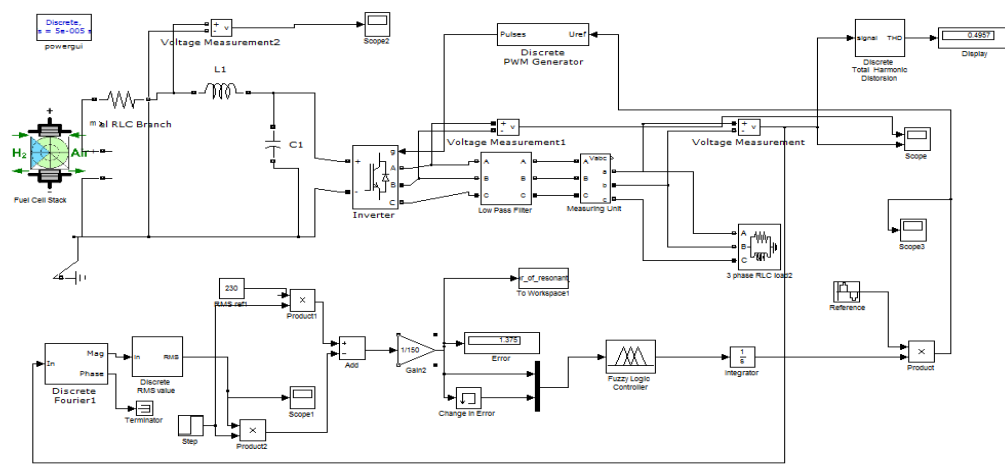 Discrete,
s = 5e-005 s
powergui
+
-
v
Voltage Measurement2
Scope2
L1
el RLC Branch
C1
+
H2
Air
-
Fuel Cell Stack
Pulses
Uref
Discrete
PWM Generator
signal
THD
Discrete
Total Harmonic
Distorsion
0.4957
Display
+
-
v
Voltage Measurement1
+
-
v
Voltage Measurement
Scope
+
-
g
A
B
C
Inverter
A
B
C
A
B
C
Low Pass Filter
A
B
C
Vabc
a
b
c
Measuring Unit
A
B
C
3 phase RLC load2
Scope3
230
RMS ref1
×
Product1
r_of_resonant_
To Workspace1
Reference
+
-
Add
1/150
Gain2
1.375
Error
In
Mag
Phase
Discrete
Fourier1
In
RMS
Discrete
RMS value
Terminator
Scope1
Step
×
Product2
Change in Error
Fuzzy Logic
Controller
1
s
Integrator
×
Product